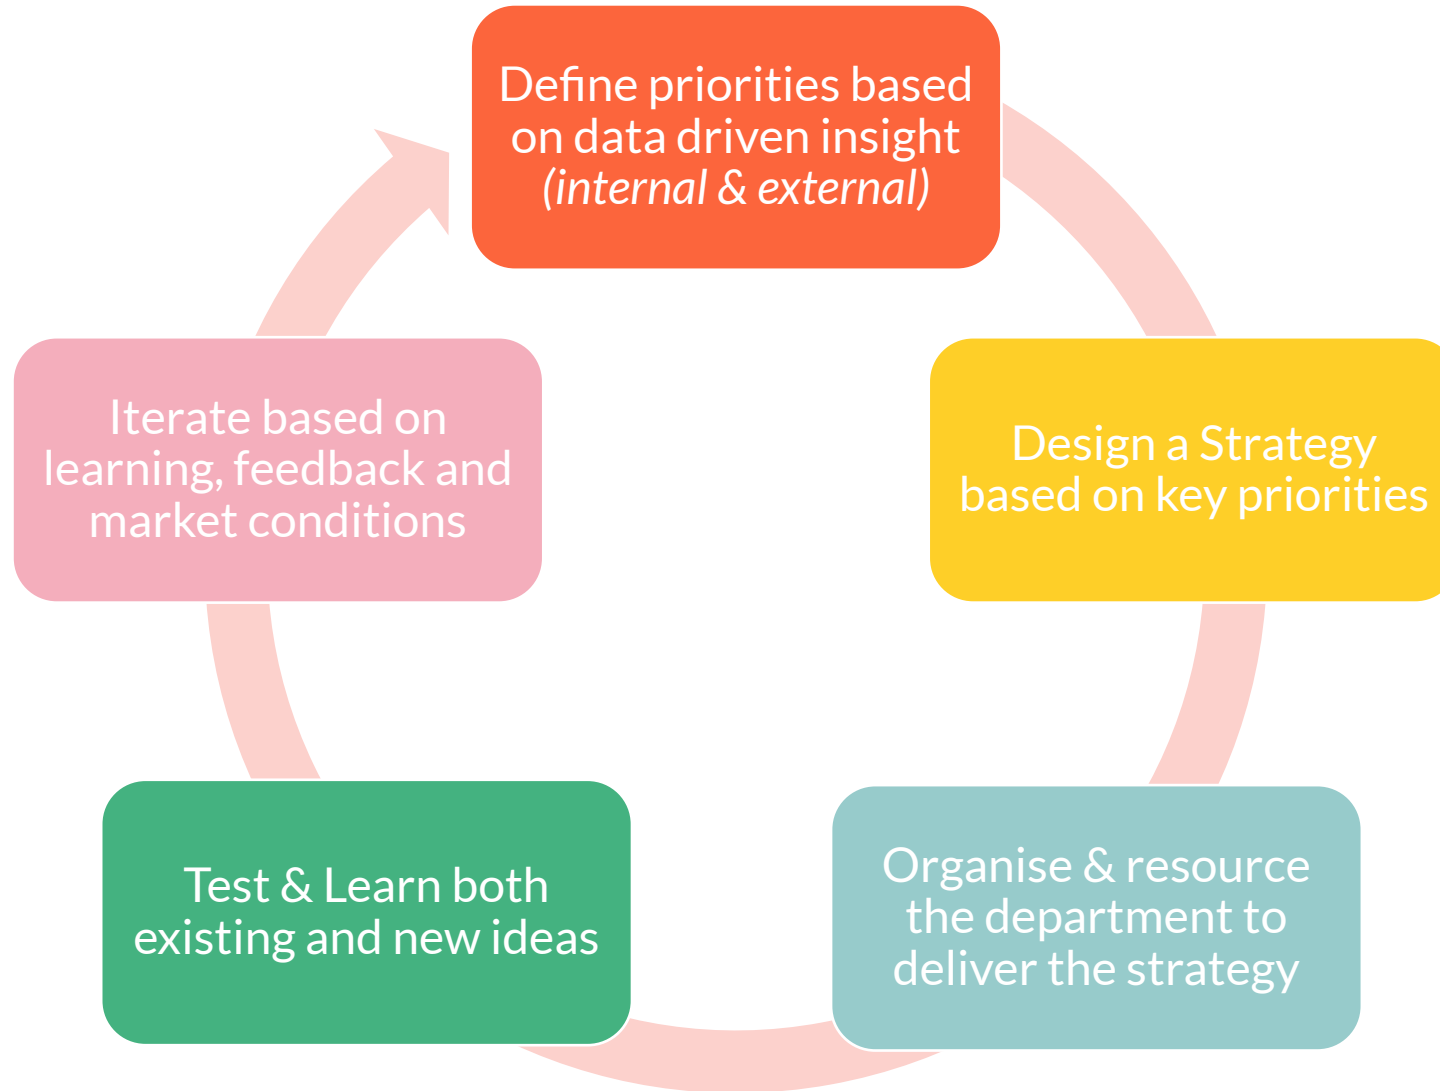 Define priorities based
on data driven insight
(internal & external)
Design a Strategy
based on key priorities
Organise & resource
the department to
deliver the strategy
Test & Learn both
existing and new ideas
Iterate based on
learning, feedback and
market conditions